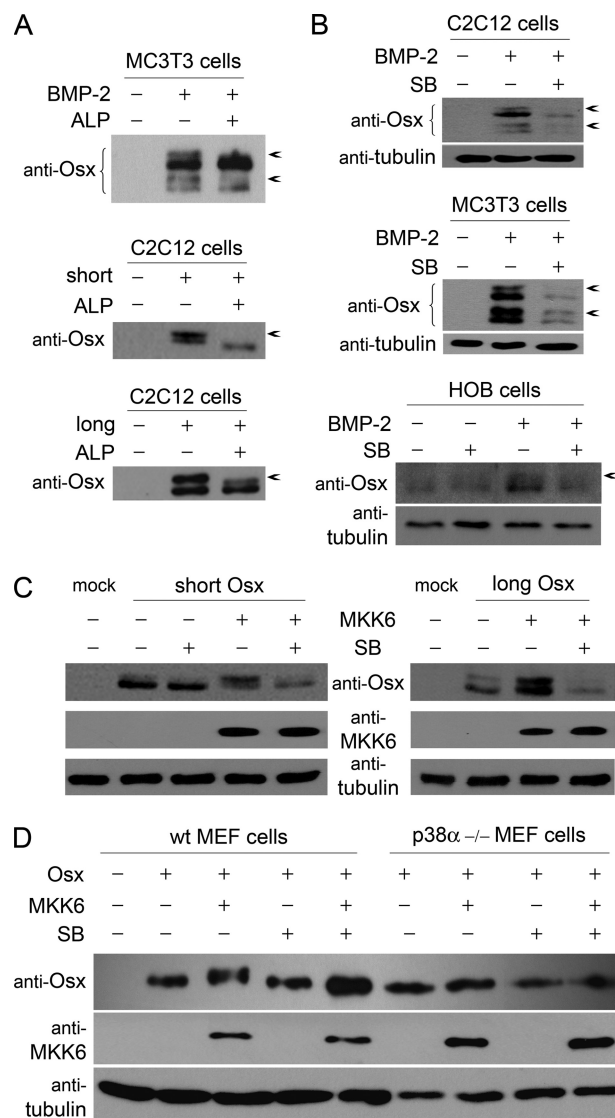 A
MC3T3 cells
BMP-2 − + +
ALP − − +
anti-Osx
C2C12 cells
short − + +
ALP − − +
anti-Osx
C2C12 cells
long − + +
ALP − − +
anti-Osx
B
C2C12 cells
BMP-2 − + +
SB − − +
anti-Osx
anti-tubulin
MC3T3 cells
BMP-2 − + +
SB − − +
anti-Osx
anti-tubulin
HOB cells
BMP-2 − − + +
SB − + − +
anti-Osx
anti-
tubulin
C
mock short Osx mock long Osx
− − − + + MKK6 − − + +
− − + − + SB − − − +
anti-Osx
anti-
MKK6
anti-
tubulin
D
wt MEF cells p38α −/− MEF cells
Osx − + + + + + + + +
MKK6 − − + − + − + − +
SB − − − + + − − + +
anti-Osx
anti-
MKK6
anti-
tubulin